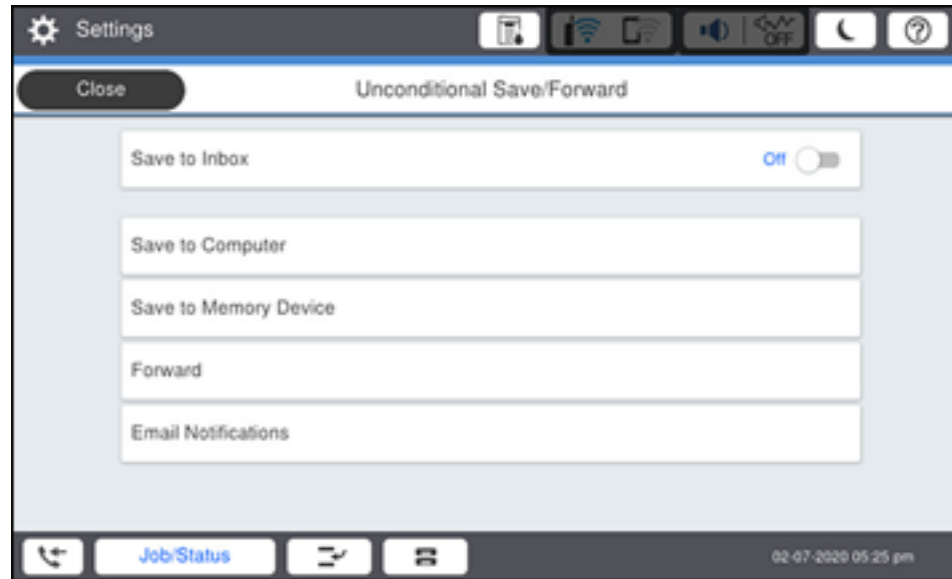 Settings
OFF
Close
Unconditional Save/Forward
Save to Inbox
Off
Save to Computer
Save to Memory Device
Forward
Email Notifications
Job/Status
02-07-2020 05:25 pm